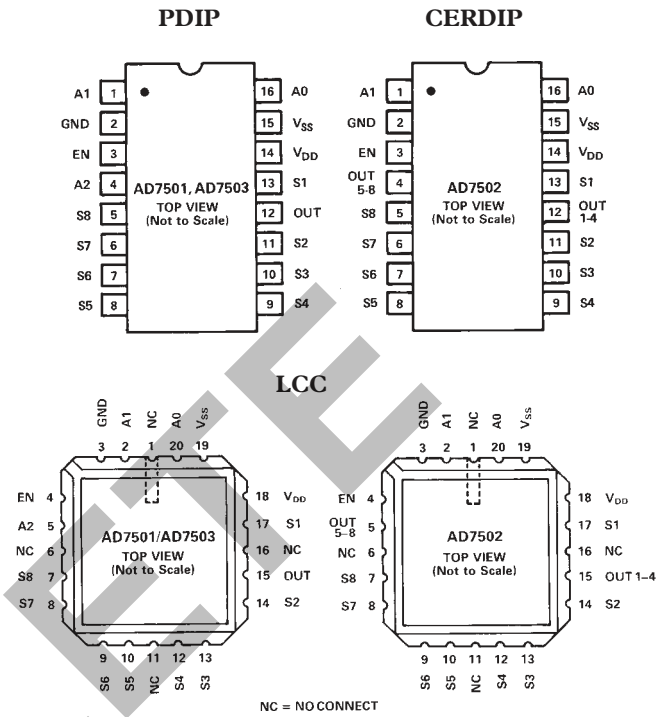 PDIP
CERDIP
A1 1 16 A0
GND 2 15 VSS
EN 3 14 VDD
A2 4 13 S1
AD7501, AD7503
TOP VIEW
(Not to Scale)
S8 5 12 OUT
S7 6 11 S2
S6 7 10 S3
S5 8 9 S4
A1 1 16 A0
GND 2 15 VSS
EN 3 14 VDD
OUT
5-8 4 13 S1
AD7502
TOP VIEW
(Not to Scale)
S8 5 12 OUT
1-4
S7 6 11 S2
S6 7 10 S3
S5 8 9 S4
LCC
GND A1 NC A0 VSS
3 2 1 20 19
EN 4 18 VDD
A2 5 17 S1
NC 6 16 NC
S8 7 15 OUT
S7 8 14 S2
AD7501/AD7503
TOP VIEW
(Not to Scale)
9 10 11 12 13
S6 S5 NC S4 S3
GND A1 NC A0 VSS
3 2 1 20 19
EN 4 18 VDD
OUT
5–8 5 17 S1
NC 6 16 NC
S8 7 15 OUT 1–4
S7 8 14 S2
AD7502
TOP VIEW
(Not to Scale)
9 10 11 12 13
S6 S5 NC S4 S3
NC = NO CONNECT
ETE